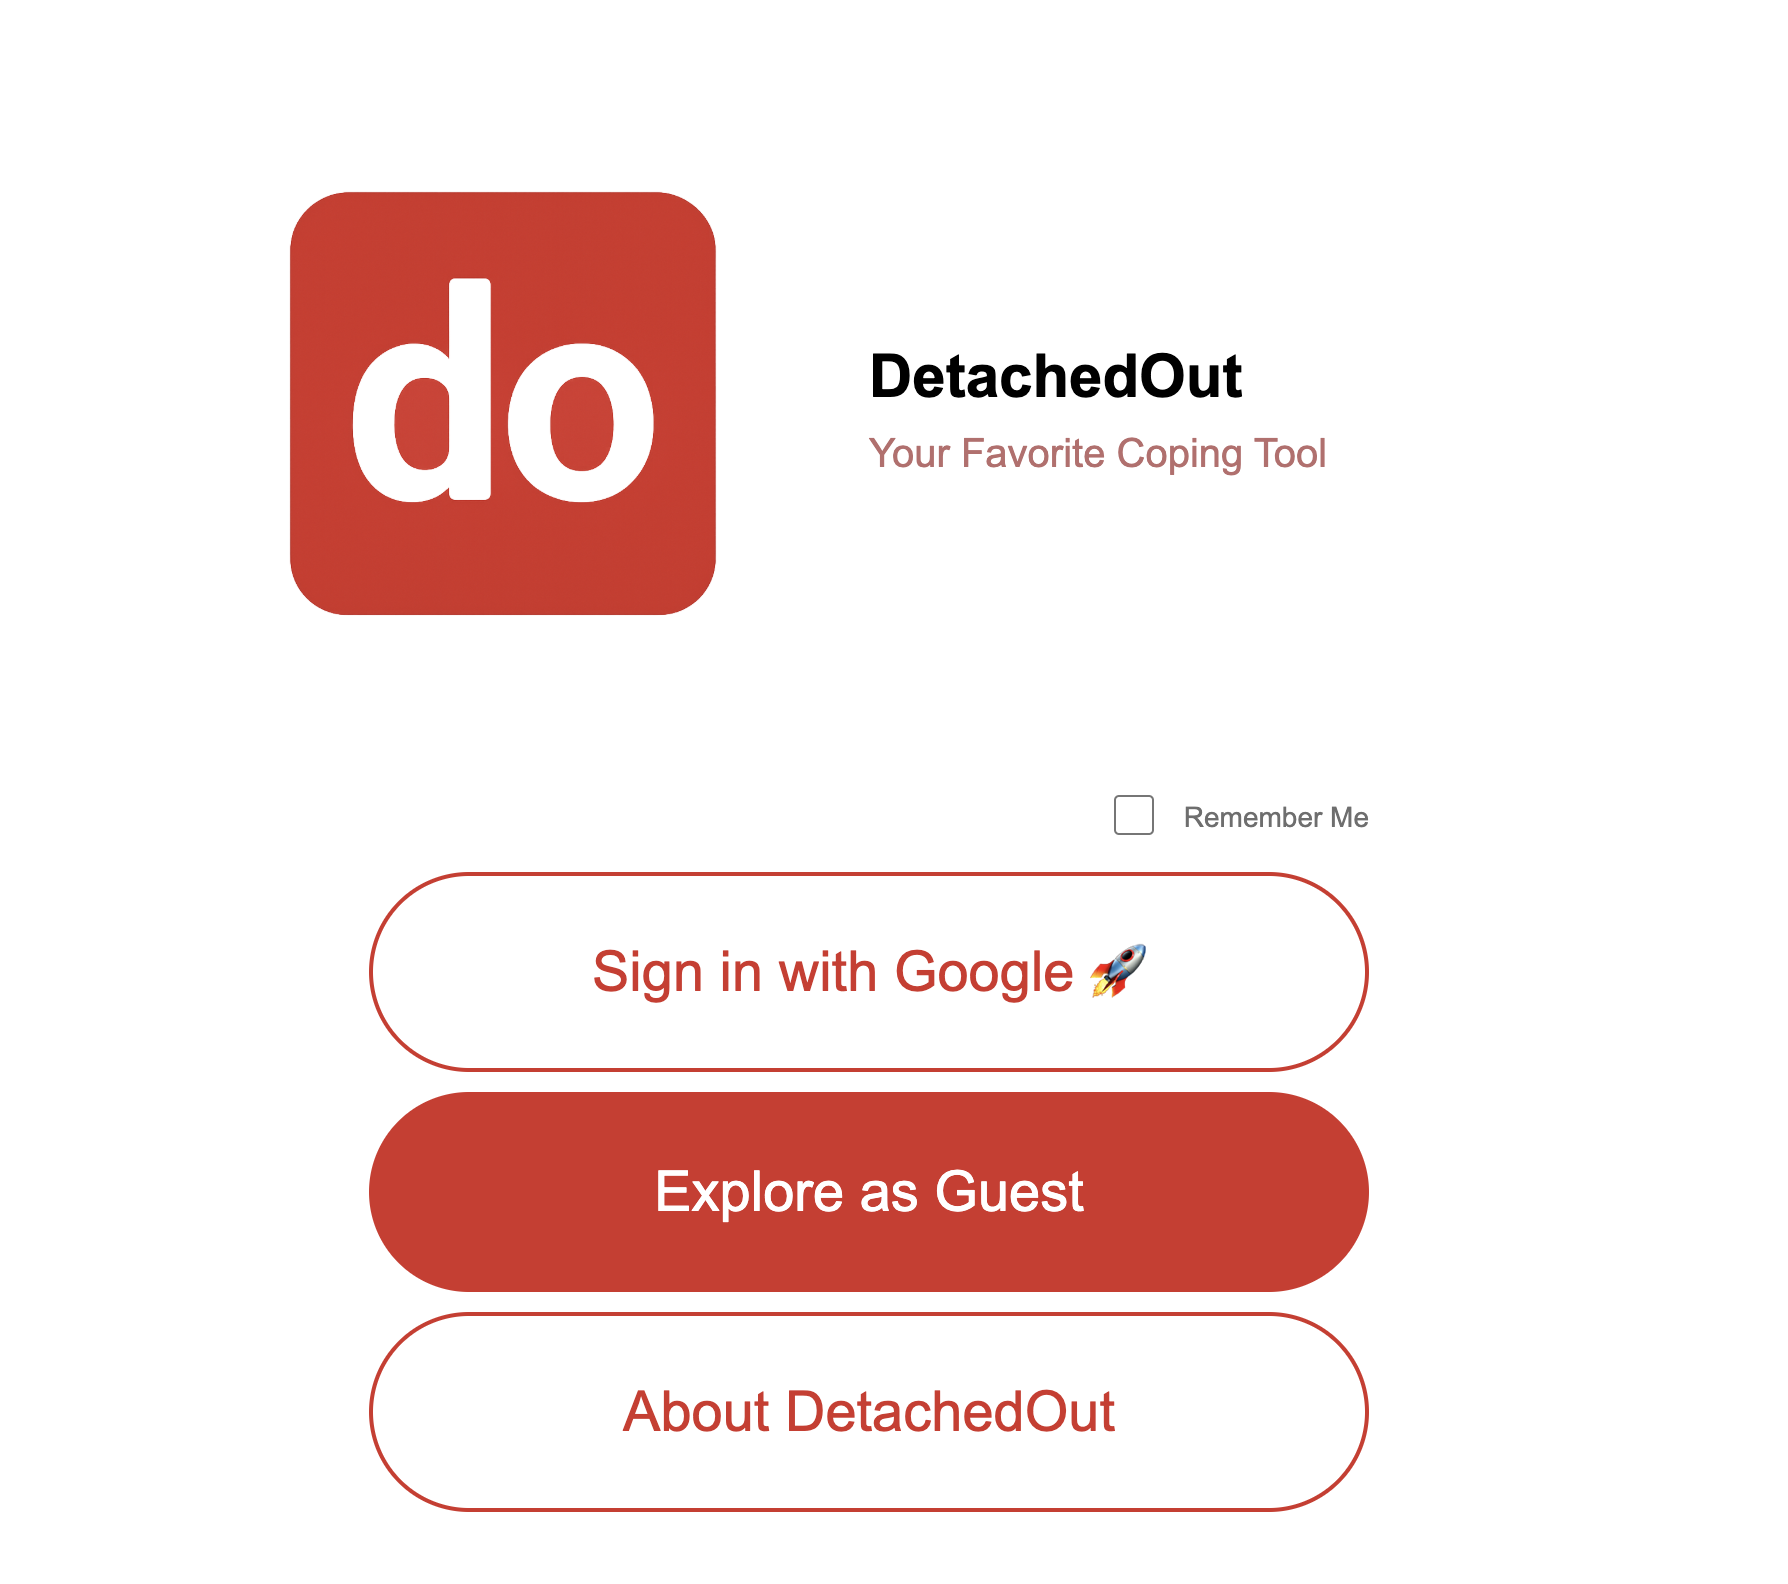 do
DetachedOut
Your Favorite Coping Tool
Remember Me
Sign in with Google 🚀
Explore as Guest
About DetachedOut